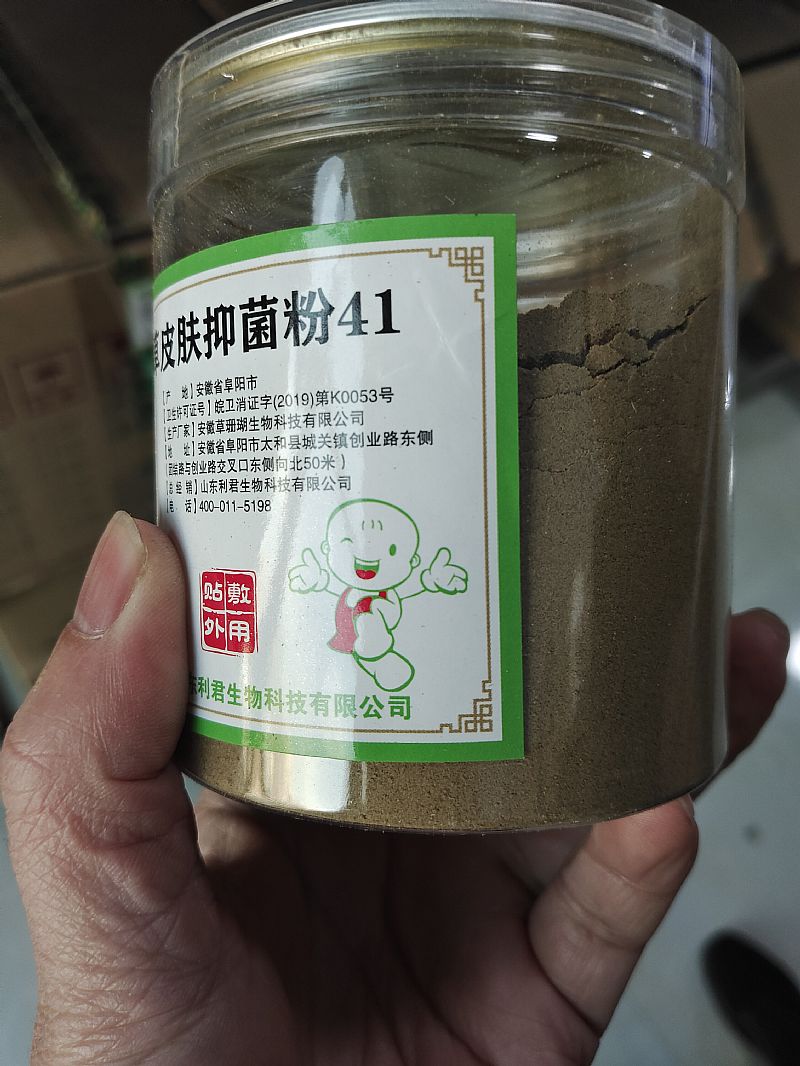 皮肤抑菌粉41
【产 地】安徽省阜阳市
【卫生许可证号】皖卫消证字(2019)第K0053号
【生产厂家】安徽草珊瑚生物科技有限公司
【地 址】安徽省阜阳市太和县城关镇创业路东侧
团结路与创业路交叉口东侧向北50米）
【总经销】山东利君生物科技有限公司
【电 话】400-011-5198
贴敷
外用
东利君生物科技有限公司